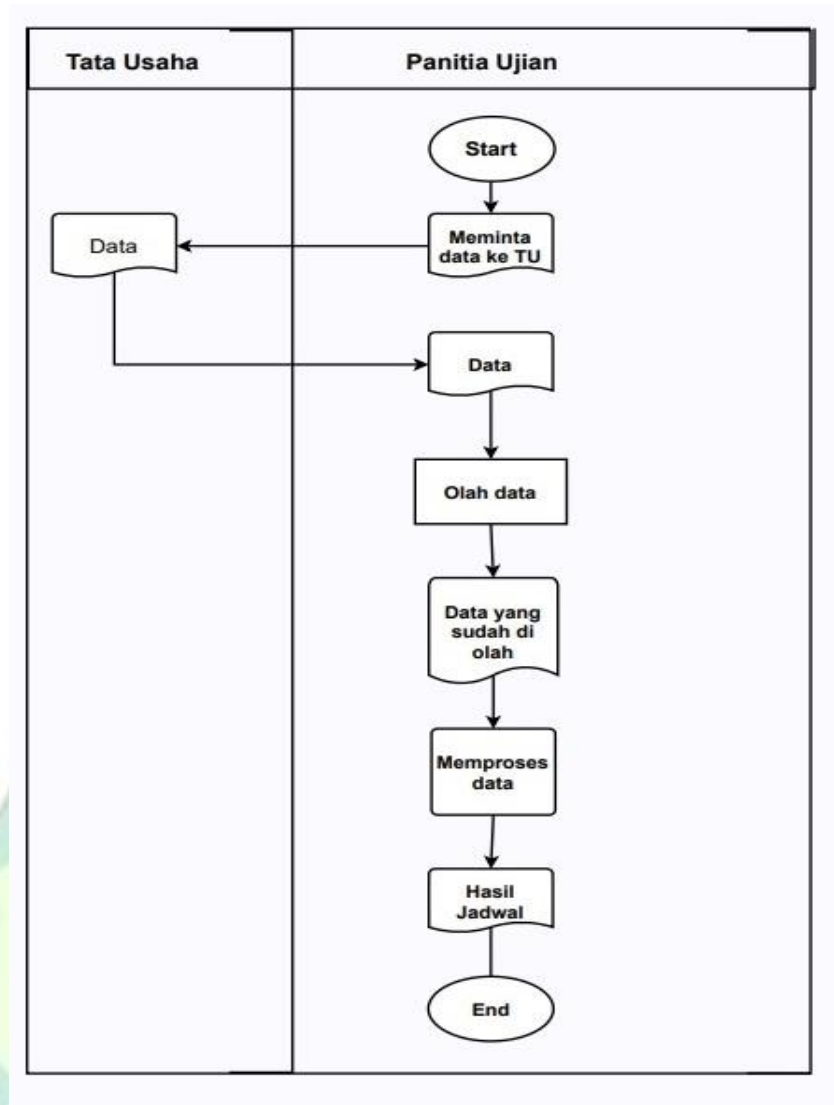 Tata Usaha
Panitia Ujian
Start
Meminta
data ke TU
Data
Data
Olah data
Data yang
sudah di
olah
Memproses
data
Hasil
Jadwal
End